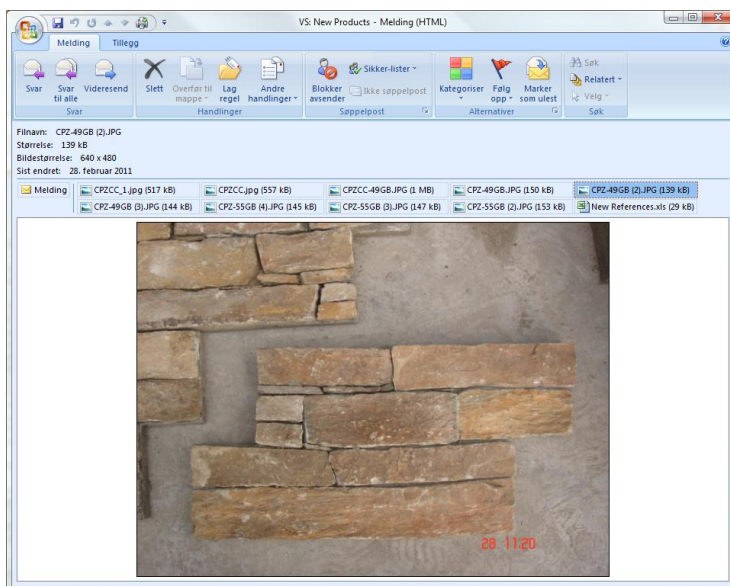 VS: New Products - Melding (HTML)
Melding Tillegg
Svar
Svar til alle
Videresend
Slett
Overfør til mappe
Lag regel
Andre handlinger
Blokker avsender
Sikker-lister
Ikke søppelpost
Kategoriser
Følg opp
Marker som ulest
Søk
Relatert
Velg
Svar Handlinger Søppelpost Alternativer Søk
Filnavn: CPZ-49GB (2).JPG
Størrelse: 139 kB
Bildestørrelse: 640 x 480
Sist endret: 28. februar 2011
Melding CPZCC_1.jpg (517 kB) CPZCC.jpg (557 kB) CPZCC-49GB.JPG (1 MB) CPZ-49GB.JPG (150 kB) CPZ-49GB (2).JPG (139 kB)
CPZ-49GB (3).JPG (144 kB) CPZ-55GB (4).JPG (145 kB) CPZ-55GB (3).JPG (147 kB) CPZ-55GB (2).JPG (153 kB) New References.xls (29 kB)
28. 11:20